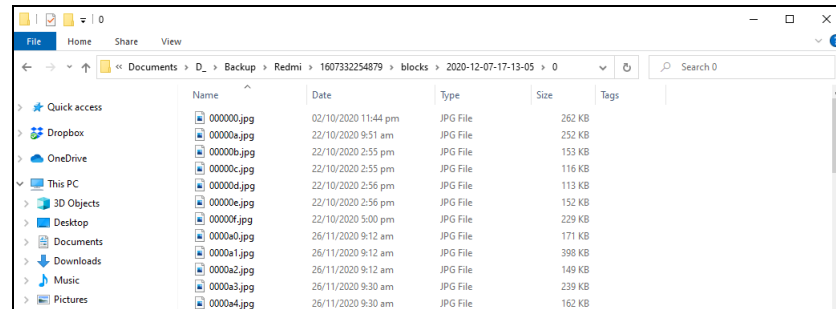 0
File Home Share View
« Documents > D_ > Backup > Redmi > 1607332254879 > blocks > 2020-12-07-17-13-05 > 0 Search 0
Name Date Type Size Tags
Quick access
Dropbox
OneDrive
This PC
3D Objects
Desktop
Documents
Downloads
Music
Pictures
000000.jpg 02/10/2020 11:44 pm JPG File 262 KB
00000a.jpg 22/10/2020 9:51 am JPG File 252 KB
00000b.jpg 22/10/2020 2:55 pm JPG File 153 KB
00000c.jpg 22/10/2020 2:55 pm JPG File 116 KB
00000d.jpg 22/10/2020 2:56 pm JPG File 113 KB
00000e.jpg 22/10/2020 2:56 pm JPG File 152 KB
00000f.jpg 22/10/2020 5:00 pm JPG File 229 KB
0000a0.jpg 26/11/2020 9:12 am JPG File 171 KB
0000a1.jpg 26/11/2020 9:12 am JPG File 398 KB
0000a2.jpg 26/11/2020 9:12 am JPG File 149 KB
0000a3.jpg 26/11/2020 9:30 am JPG File 239 KB
0000a4.jpg 26/11/2020 9:30 am JPG File 162 KB